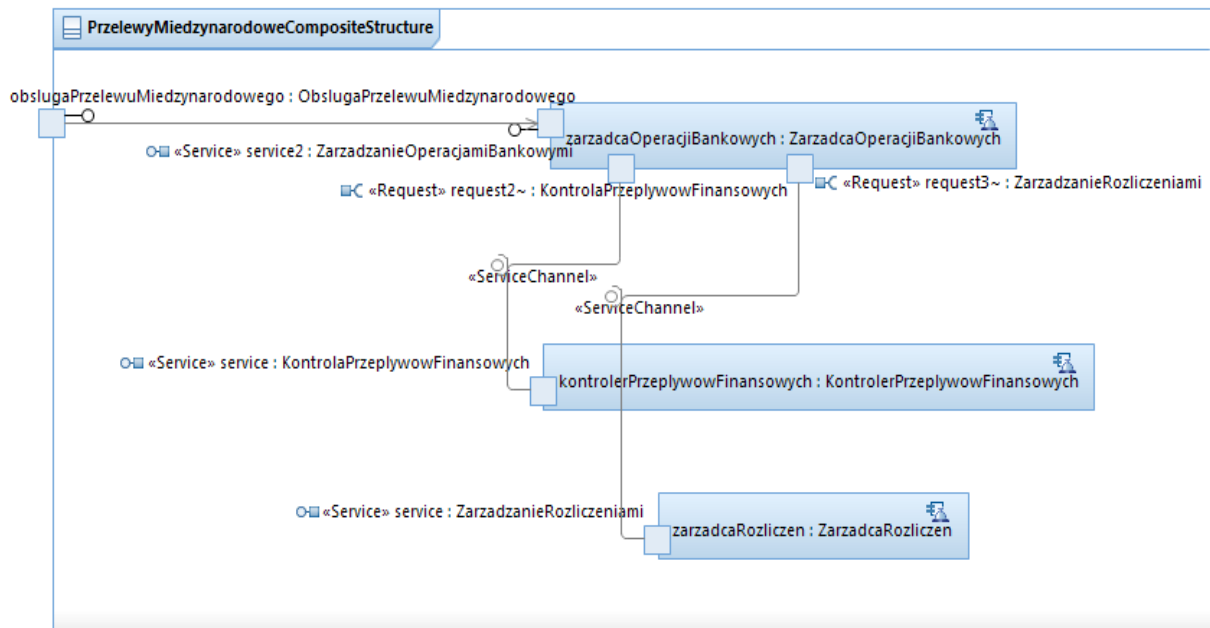 PrzelewyMiedzynarodoweCompositeStructure
obslugaPrzelewuMiedzynarodowego : ObslugaPrzelewuMiedzynarodowego
zarzadcaOperacjiBankowych : ZarzadcaOperacjiBankowych
«Service» service2 : ZarzadzanieOperacjamiBankowymi
«Request» request2~ : KontrolaPrzeplywowFinansowych
«Request» request3~ : ZarzadzanieRozliczeniami
«ServiceChannel»
«ServiceChannel»
«Service» service : KontrolaPrzeplywowFinansowych
kontrolerPrzeplywowFinansowych : KontrolerPrzeplywowFinansowych
«Service» service : ZarzadzanieRozliczeniami
zarzadcaRozliczen : ZarzadcaRozliczen